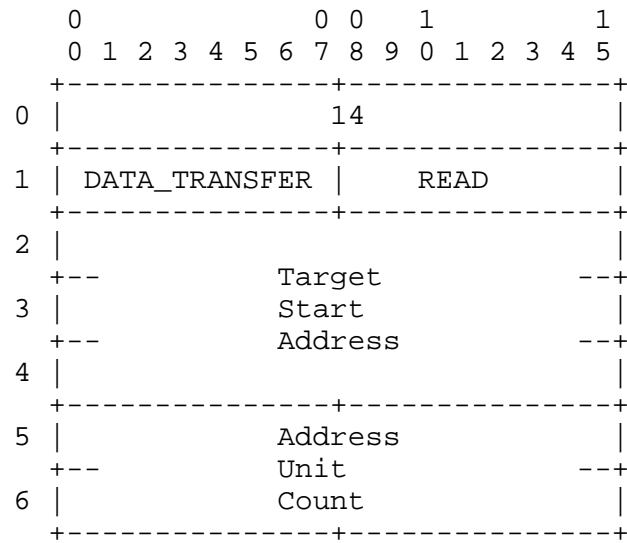 0 0 0 1 1
0 1 2 3 4 5 6 7 8 9 0 1 2 3 4 5
+---------------+---------------+
0 | 14 |
+---------------+---------------+
1 | DATA_TRANSFER | READ |
+---------------+---------------+
2 | |
+-- Target --+
3 | Start |
+-- Address --+
4 | |
+---------------+---------------+
5 | Address |
+-- Unit --+
6 | Count |
+---------------+---------------+